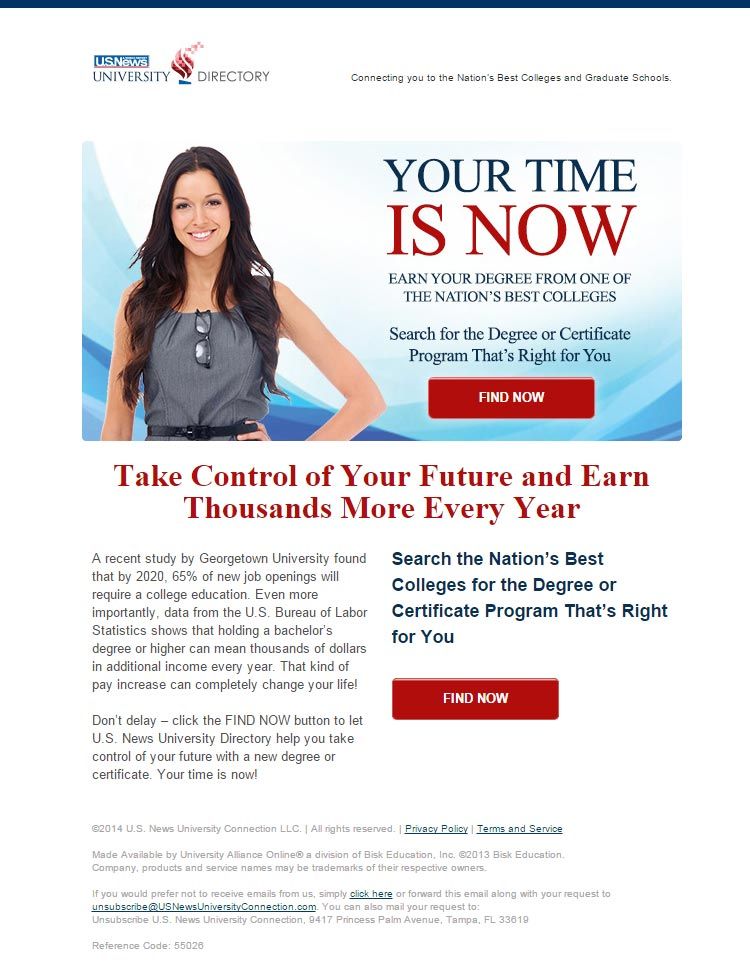 U.S.News
UNIVERSITY DIRECTORY
Connecting you to the Nation's Best Colleges and Graduate Schools.
YOUR TIME
IS NOW
EARN YOUR DEGREE FROM ONE OF
THE NATION'S BEST COLLEGES
Search for the Degree or Certificate
Program That's Right for You
FIND NOW
Take Control of Your Future and Earn
Thousands More Every Year
A recent study by Georgetown University found
that by 2020, 65% of new job openings will
require a college education. Even more
importantly, data from the U.S. Bureau of Labor
Statistics shows that holding a bachelor's
degree or higher can mean thousands of dollars
in additional income every year. That kind of
pay increase can completely change your life!
Don't delay – click the FIND NOW button to let
U.S. News University Directory help you take
control of your future with a new degree or
certificate. Your time is now!
Search the Nation's Best
Colleges for the Degree or
Certificate Program That's Right
for You
FIND NOW
©2014 U.S. News University Connection LLC. | All rights reserved. | Privacy Policy | Terms and Service
Made Available by University Alliance Online® a division of Bisk Education, Inc. ©2013 Bisk Education.
Company, products and service names may be trademarks of their respective owners.
If you would prefer not to receive emails from us, simply click here or forward this email along with your request to
unsubscribe@USNewsUniversityConnection.com. You can also mail your request to:
Unsubscribe U.S. News University Connection, 9417 Princess Palm Avenue, Tampa, FL 33619
Reference Code: 55026